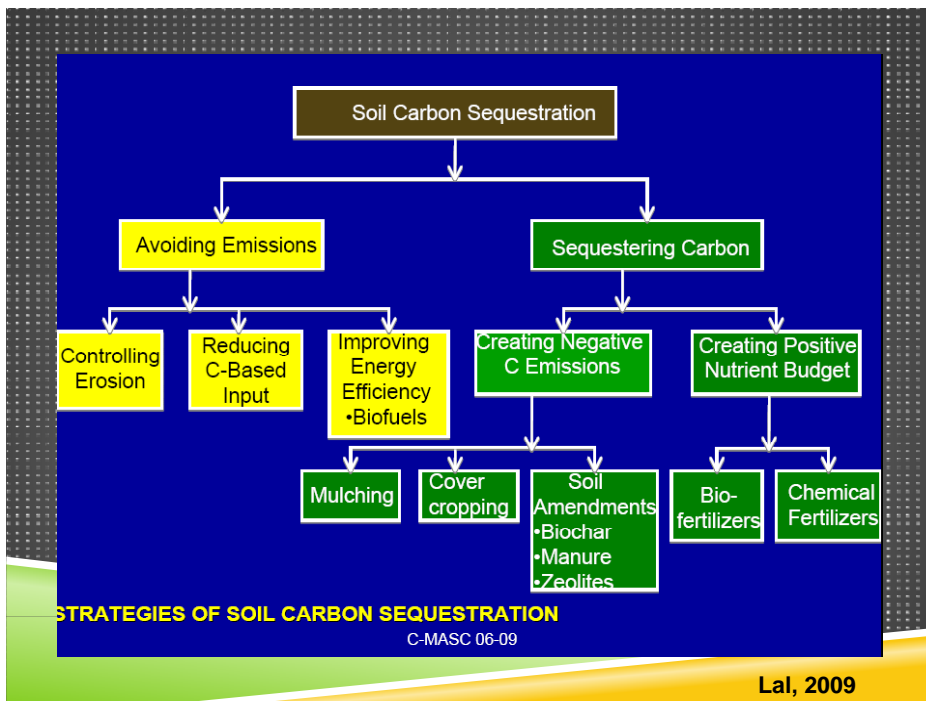 Soil Carbon Sequestration
Avoiding Emissions
Sequestering Carbon
Controlling
Erosion
Reducing
C-Based
Input
Improving
Energy
Efficiency
•Biofuels
Creating Negative
C Emissions
Creating Positive
Nutrient Budget
Mulching
Cover
cropping
Soil
Amendments
•Biochar
•Manure
•Zeolites
Bio-
fertilizers
Chemical
Fertilizers
STRATEGIES OF SOIL CARBON SEQUESTRATION
C-MASC 06-09
Lal, 2009